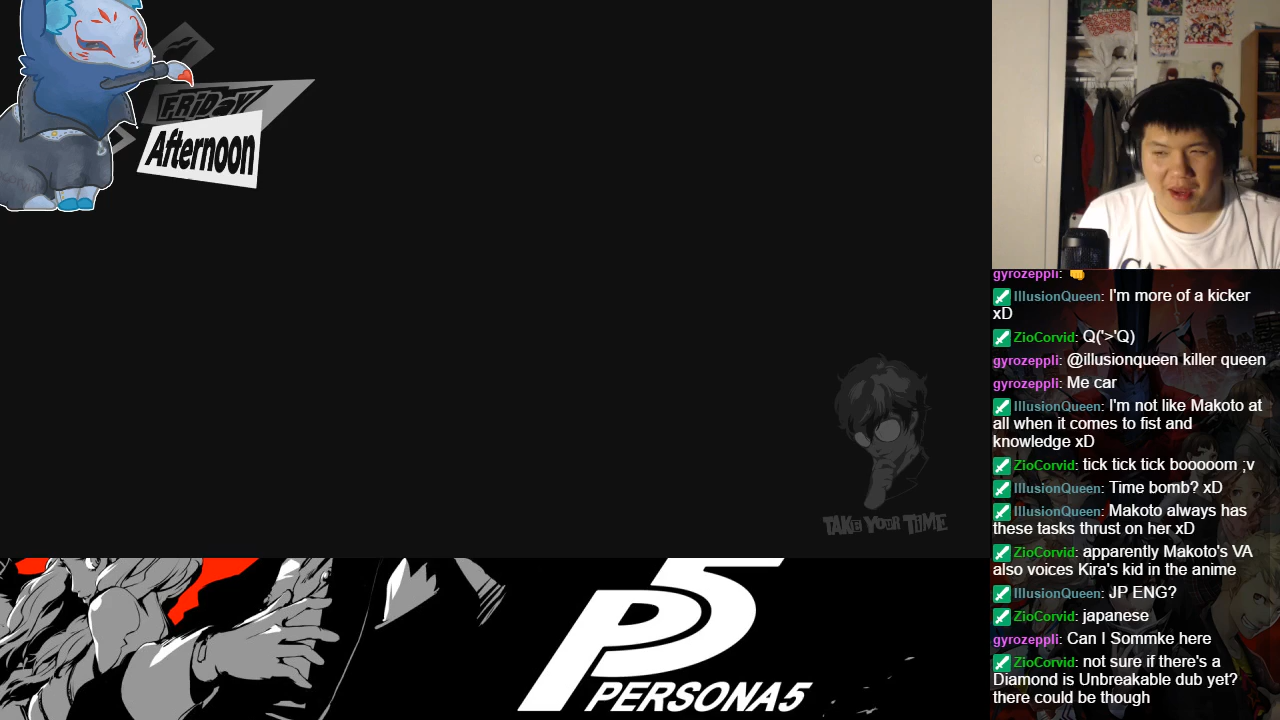 FRiDaY
Afternoon
TAKE YOUR TIME
P5
PERSONA5
gyrozeppli:
IllusionQueen: I'm more of a kicker
xD
ZioCorvid: Q('>'Q)
gyrozeppli: @illusionqueen killer queen
gyrozeppli: Me car
IllusionQueen: I'm not like Makoto at
all when it comes to fist and
knowledge xD
ZioCorvid: tick tick tick booooom ;v
IllusionQueen: Time bomb? xD
IllusionQueen: Makoto always has
these tasks thrust on her xD
ZioCorvid: apparently Makoto's VA
also voices Kira's kid in the anime
IllusionQueen: JP ENG?
ZioCorvid: japanese
gyrozeppli: Can I Sommke here
ZioCorvid: not sure if there's a
Diamond is Unbreakable dub yet?
there could be though